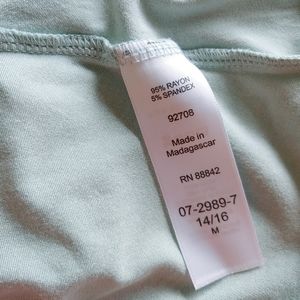 95% RAYON
5% SPANDEX
92708
Made in
Madagascar
RN 88842
07-2989-7
14/16
M